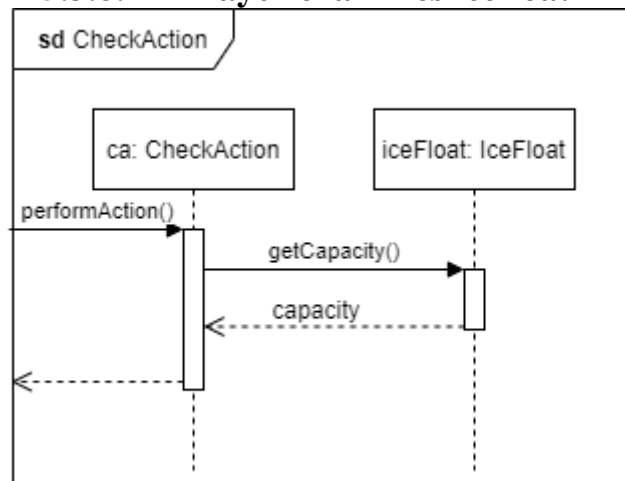 sd CheckAction
ca: CheckAction
iceFloat: IceFloat
performAction()
getCapacity()
capacity